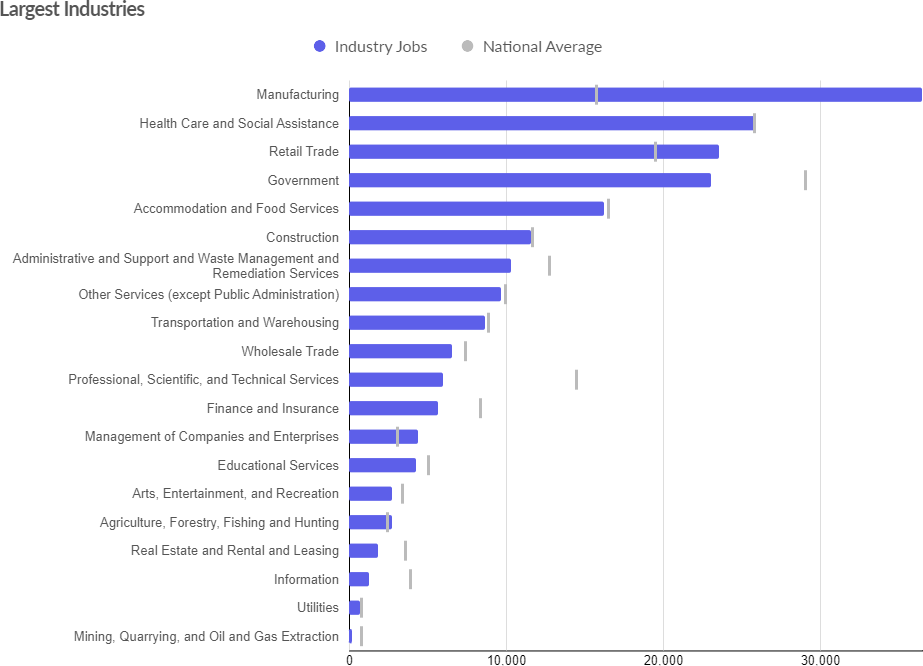 Largest Industries
Industry Jobs
National Average
Manufacturing
Health Care and Social Assistance
Retail Trade
Government
Accommodation and Food Services
Construction
Administrative and Support and Waste Management and
Remediation Services
Other Services (except Public Administration)
Transportation and Warehousing
Wholesale Trade
Professional, Scientific, and Technical Services
Finance and Insurance
Management of Companies and Enterprises
Educational Services
Arts, Entertainment, and Recreation
Agriculture, Forestry, Fishing and Hunting
Real Estate and Rental and Leasing
Information
Utilities
Mining, Quarrying, and Oil and Gas Extraction
0 10.000 20.000 30.000